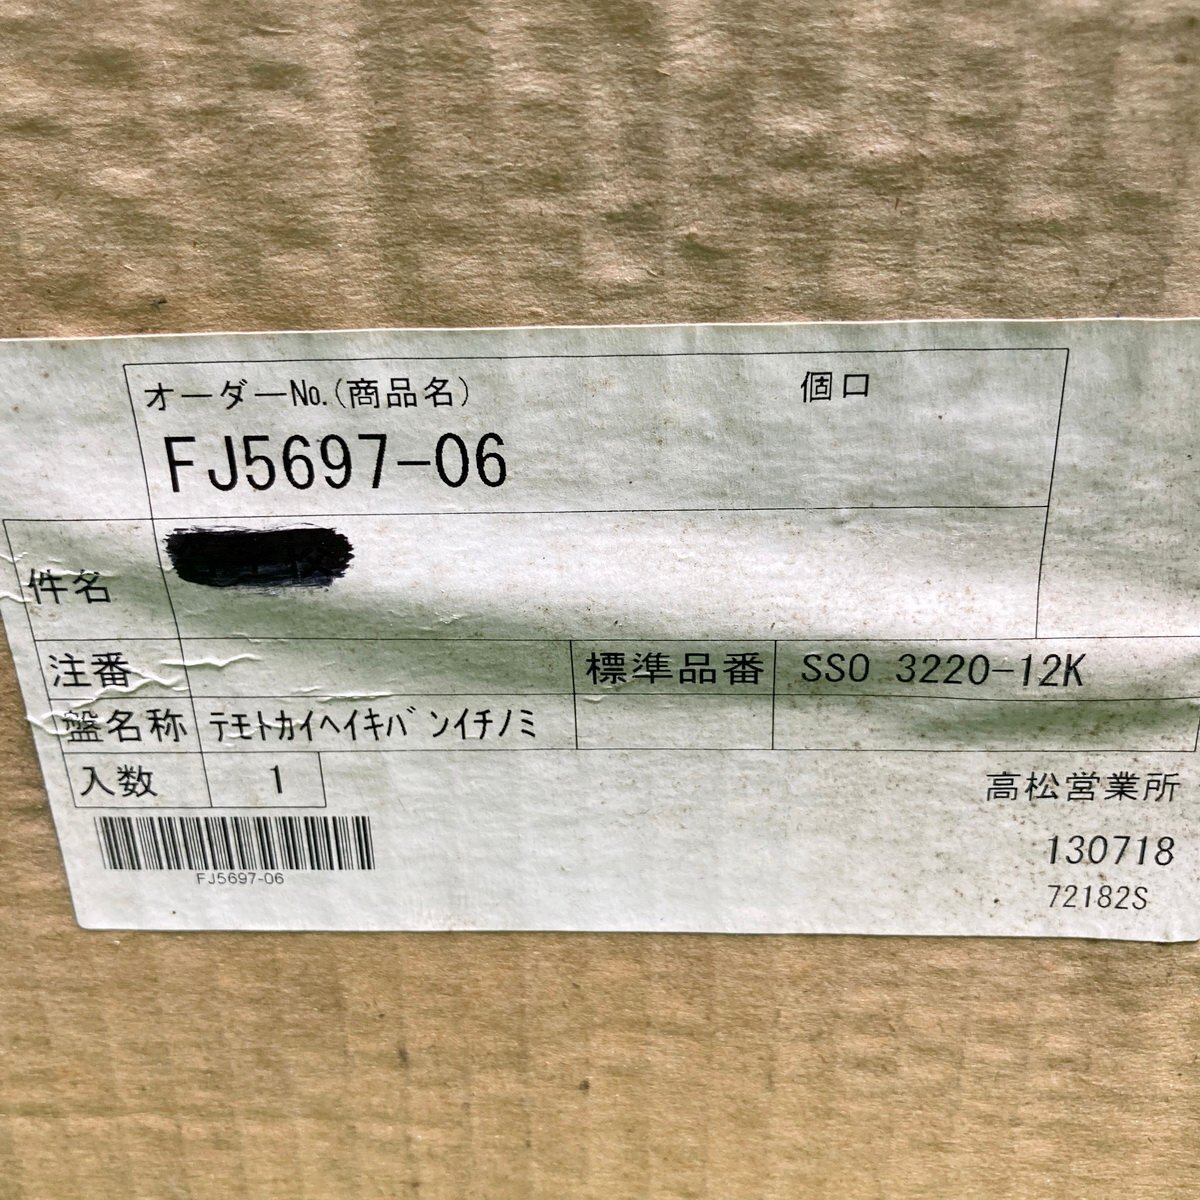 オーダーNo.(商品名) 個口
FJ5697-06
件名
注番 標準品番 SSO 3220-12K
盤名称 ﾃﾓﾄｶｲﾍｲｷﾊﾞﾝｲﾁﾉﾐ
入数 1
高松営業所
130718
FJ5697-06
72182S